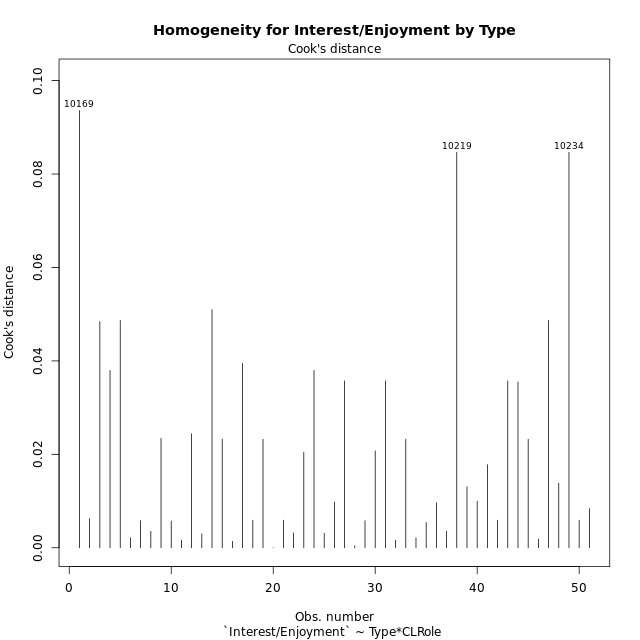 Homogeneity for Interest/Enjoyment by Type
Cook's distance
0.10
0.08
0.06
0.04
0.02
0.00
Cook's distance
10169
10219
10234
0 10 20 30 40 50
Obs. number
`Interest/Enjoyment` ~ Type*CLRole